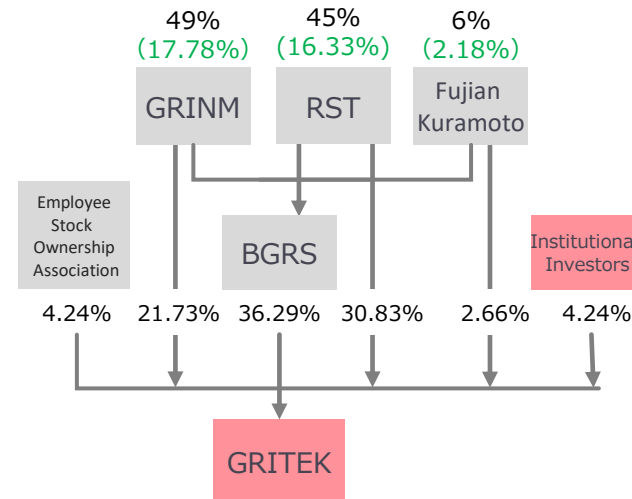 49% 45% 6%
(17.78%) (16.33%) (2.18%)
GRINM RST Fujian
Kuramoto
Employee
Stock
Ownership
Association
BGRS
Institutiona
Investors
4.24% 21.73% 36.29% 30.83% 2.66% 4.24%
GRITEK